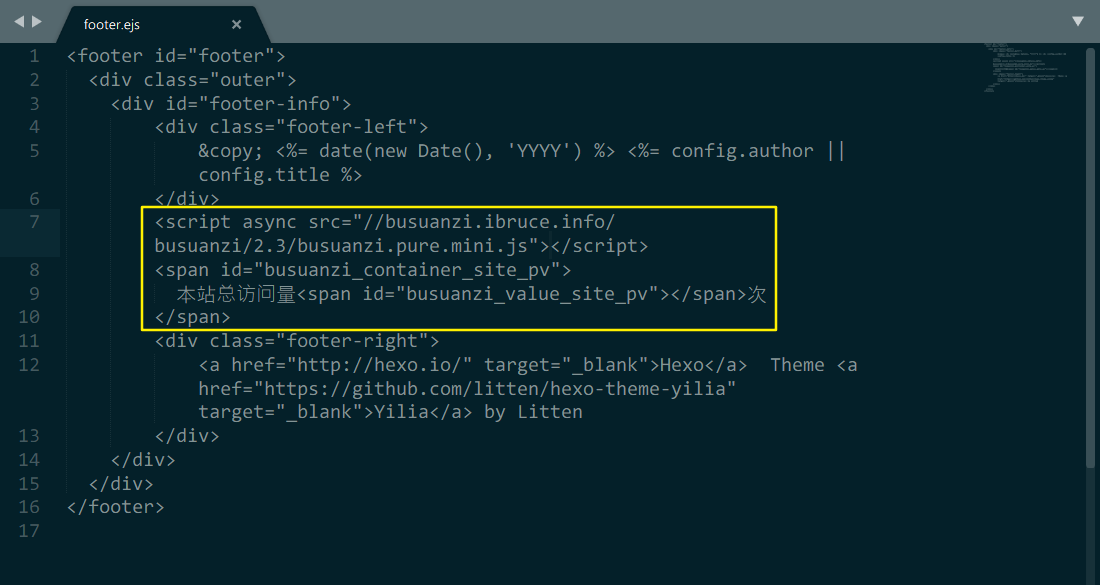 footer.ejs
1 <footer id="footer">
2 <div class="outer">
3 <div id="footer-info">
4 <div class="footer-left">
5 &copy; <%= date(new Date(), 'YYYY') %> <%= config.author ||
config.title %>
6 </div>
7 <script async src="//busuanzi.ibruce.info/
busuanzi/2.3/busuanzi.pure.mini.js"></script>
8 <span id="busuanzi_container_site_pv">
9 本站总访问量<span id="busuanzi_value_site_pv"></span>次
10 </span>
11 <div class="footer-right">
12 <a href="http://hexo.io/" target="_blank">Hexo</a>  Theme <a
href="https://github.com/litten/hexo-theme-yilia"
target="_blank">Yilia</a> by Litten
13 </div>
14 </div>
15 </div>
16 </footer>
17